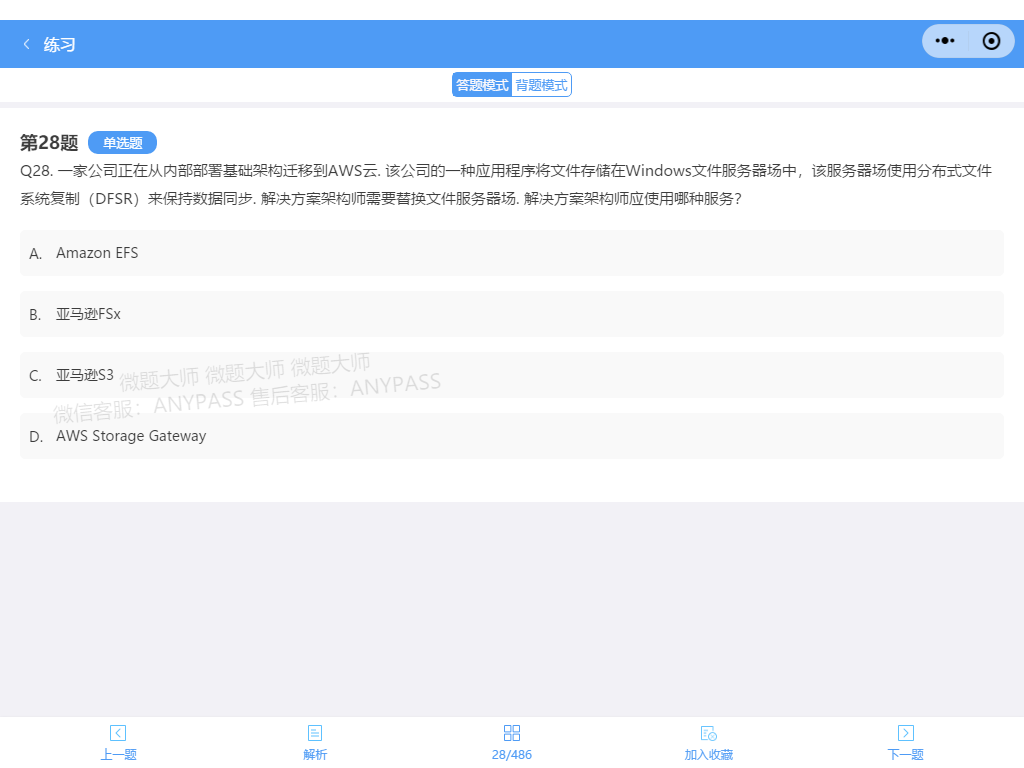 练习
答题模式 背题模式
第28题 单选题
Q28. 一家公司正在从内部部署基础架构迁移到AWS云. 该公司的一种应用程序将文件存储在Windows文件服务器场中，该服务器场使用分布式文件
系统复制（DFSR）来保持数据同步. 解决方案架构师需要替换文件服务器场. 解决方案架构师应使用哪种服务?
A. Amazon EFS
B. 亚马逊FSx
C. 亚马逊S3
微题大师 微题大师 微题大师
微信客服：ANYPASS 售后客服：ANYPASS
D. AWS Storage Gateway
上一题 解析 28/486 加入收藏 下一题